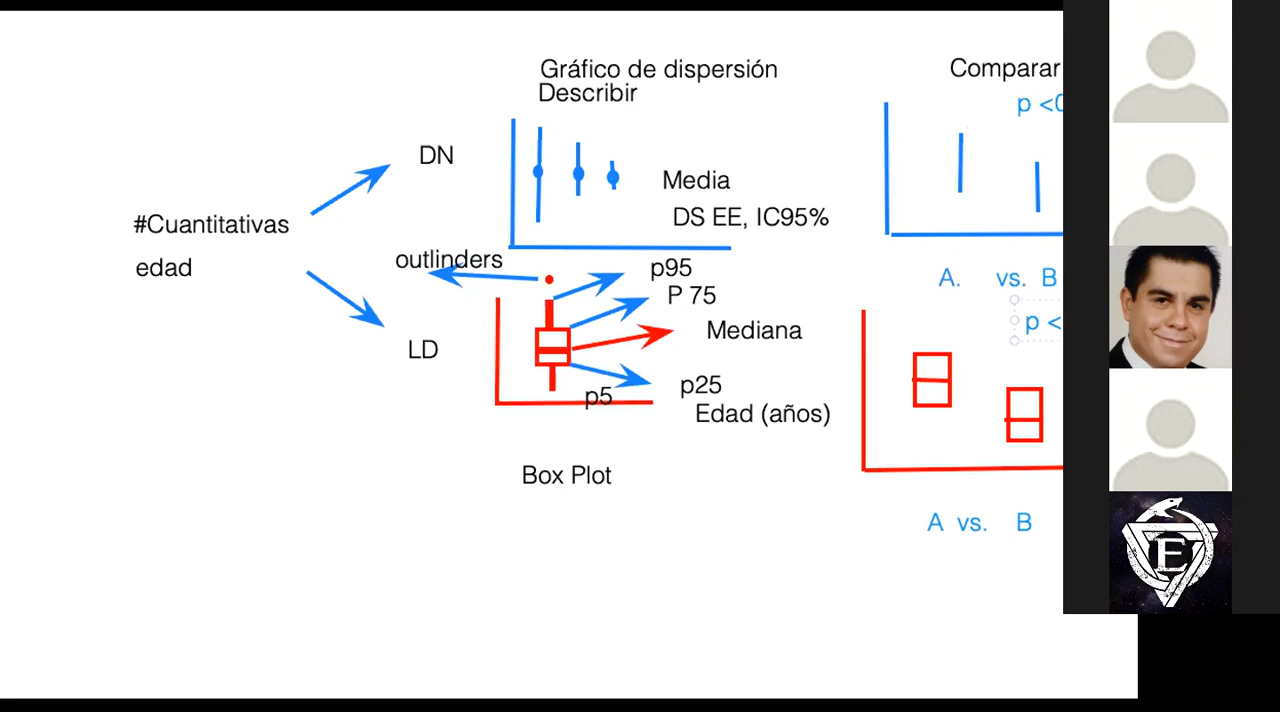 Gráfico de dispersión
Describir
Comparar
p <0
DN
Media
DS EE, IC95%
#Cuantitativas
edad
outlinders
p95
P 75
Mediana
LD
p5
p25
Edad (años)
Box Plot
A. vs. B
p <
A vs. B
E